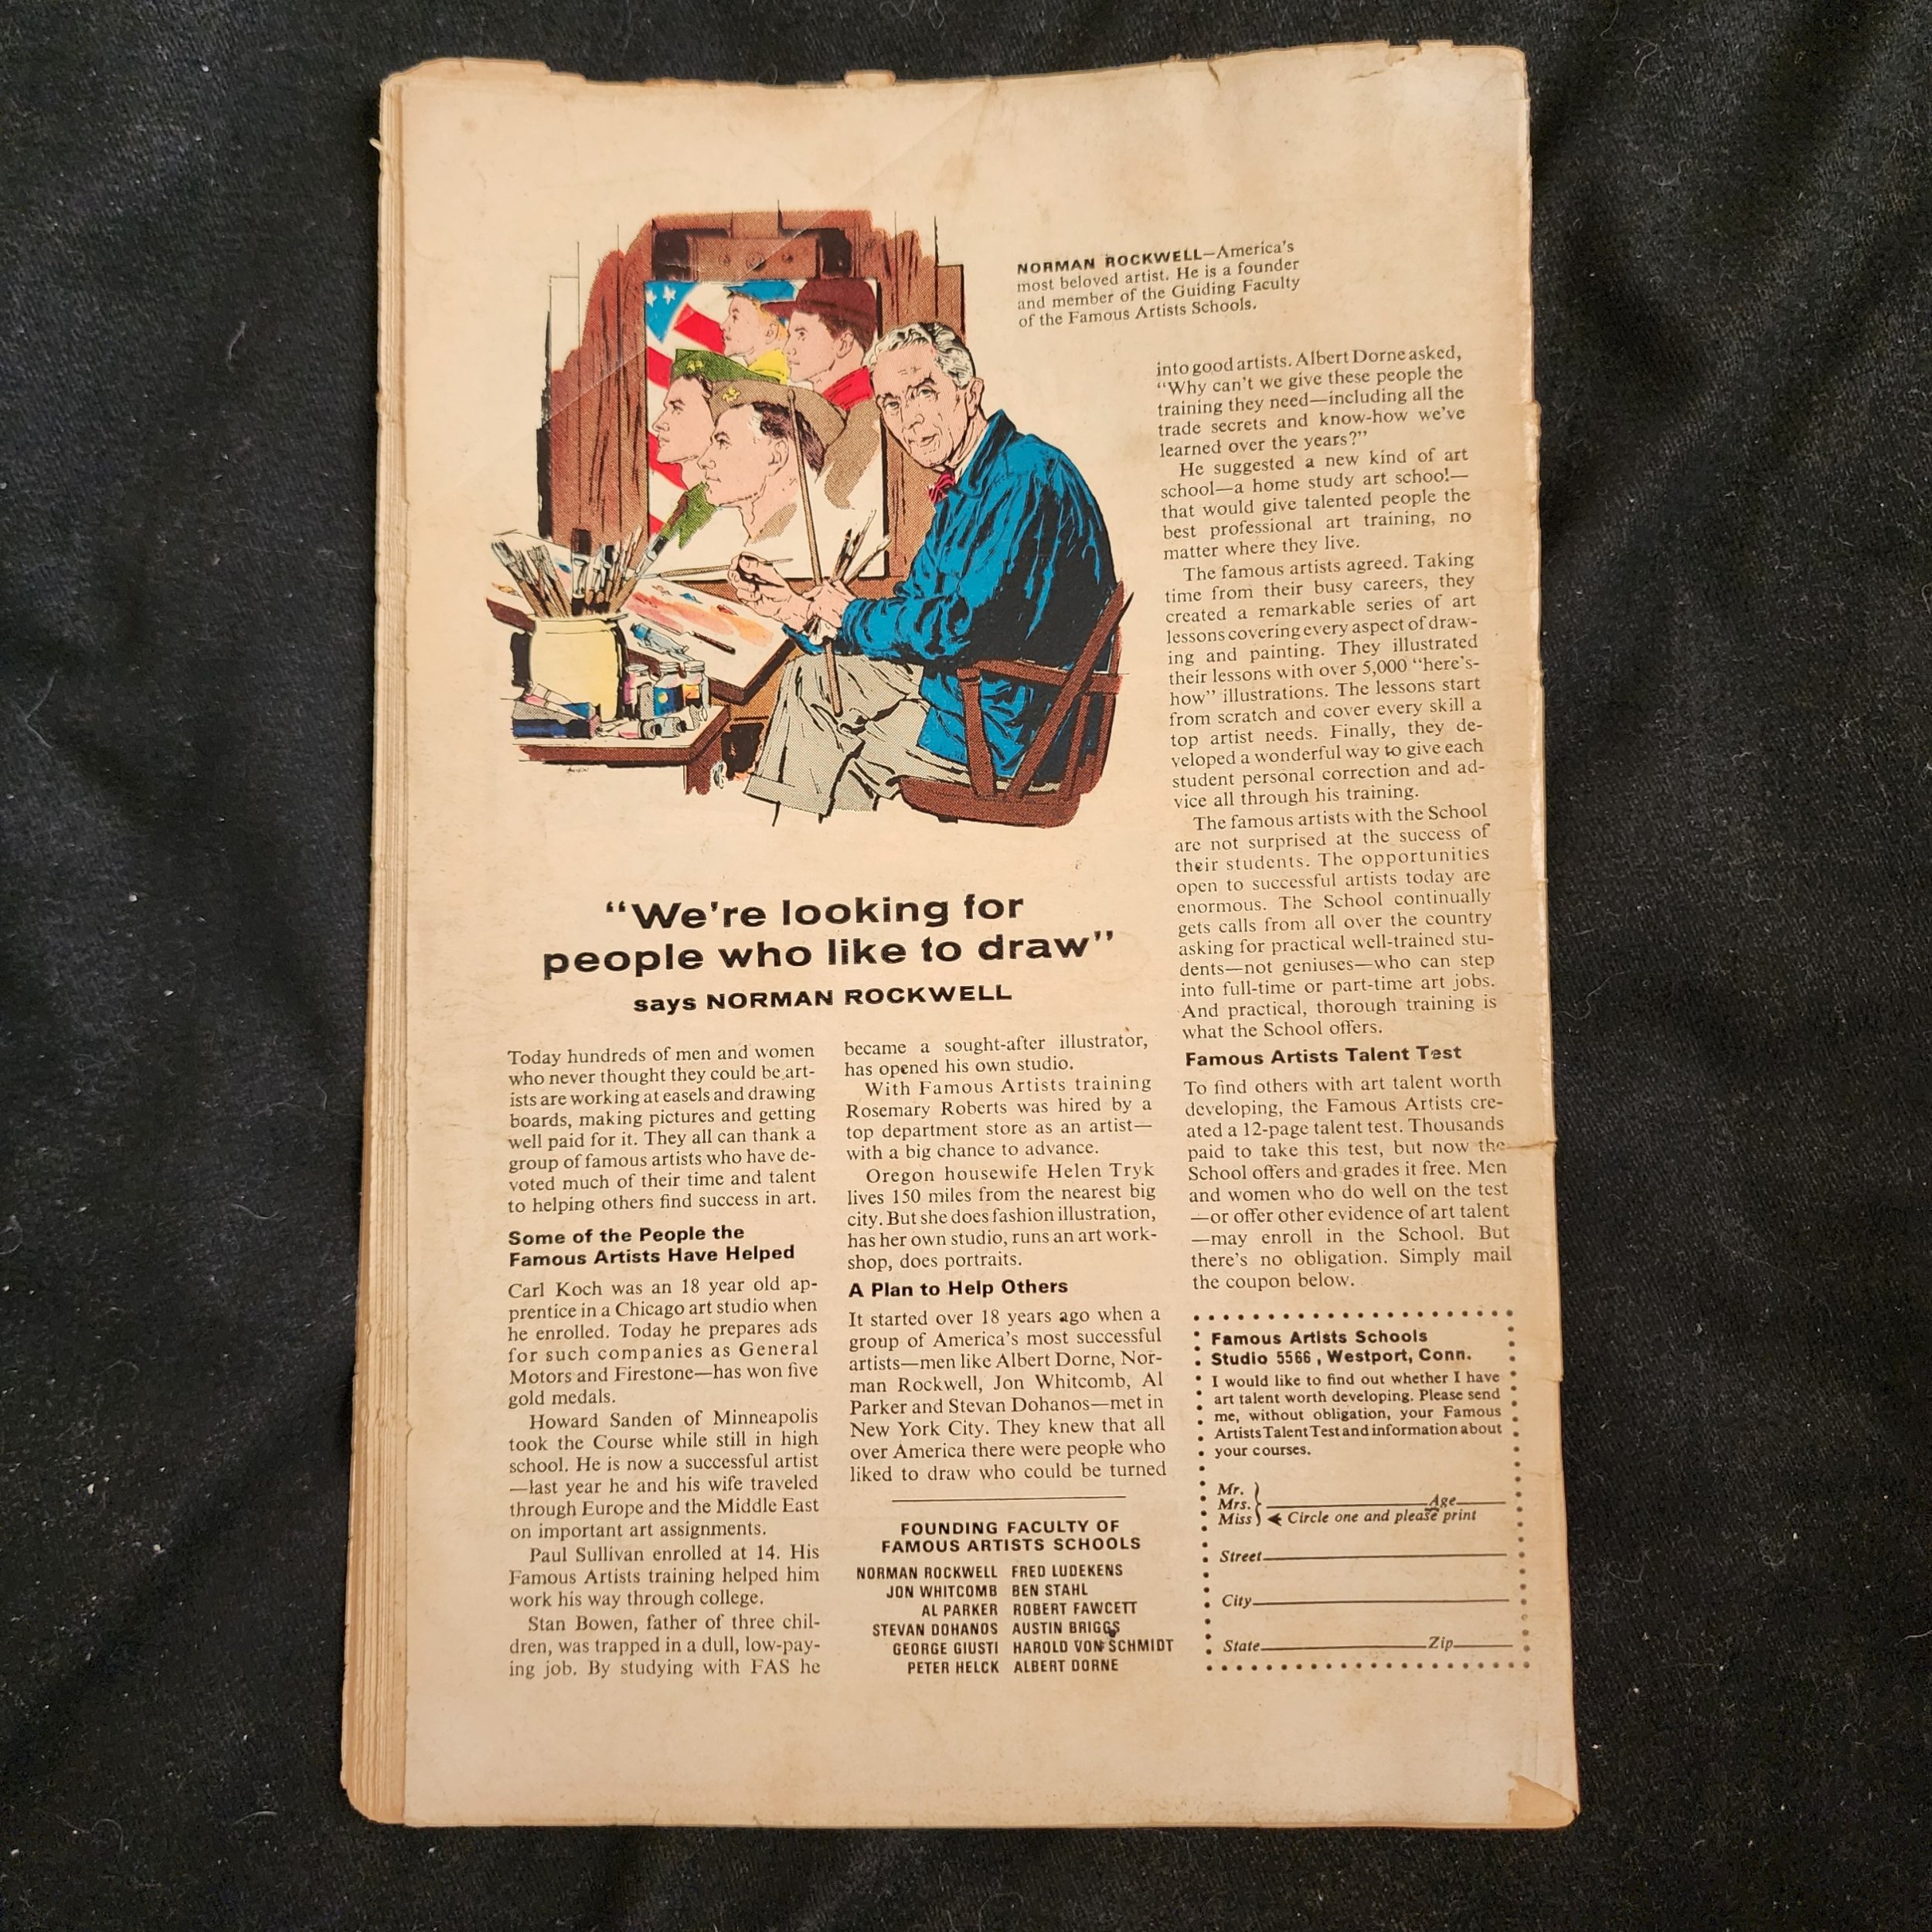 NORMAN ROCKWELL—America's
most beloved artist. He is a founder
and member of the Guiding Faculty
of the Famous Artists Schools.
"We're looking for
people who like to draw"
says NORMAN ROCKWELL
Today hundreds of men and women
who never thought they could be art-
ists are working at easels and drawing
boards, making pictures and getting
well paid for it. They all can thank a
group of famous artists who have de-
voted much of their time and talent
to helping others find success in art.
Some of the People the
Famous Artists Have Helped
Carl Koch was an 18 year old ap-
prentice in a Chicago art studio when
he enrolled. Today he prepares ads
for such companies as General
Motors and Firestone—has won five
gold medals.
Howard Sanden of Minneapolis
took the Course while still in high
school. He is now a successful artist
—last year he and his wife traveled
through Europe and the Middle East
on important art assignments.
Paul Sullivan enrolled at 14. His
Famous Artists training helped him
work his way through college.
Stan Bowen, father of three chil-
dren, was trapped in a dull, low-pay-
ing job. By studying with FAS he
became a sought-after illustrator,
has opened his own studio.
With Famous Artists training
Rosemary Roberts was hired by a
top department store as an artist—
with a big chance to advance.
Oregon housewife Helen Tryk
lives 150 miles from the nearest big
city. But she does fashion illustration,
has her own studio, runs an art work-
shop, does portraits.
A Plan to Help Others
It started over 18 years ago when a
group of America's most successful
artists—men like Albert Dorne, Nor-
man Rockwell, Jon Whitcomb, Al
Parker and Stevan Dohanos—met in
New York City. They knew that all
over America there were people who
liked to draw who could be turned
into good artists. Albert Dorne asked,
"Why can't we give these people the
training they need—including all the
trade secrets and know-how we've
learned over the years?"
He suggested a new kind of art
school—a home study art school—
that would give talented people the
best professional art training, no
matter where they live.
The famous artists agreed. Taking
time from their busy careers, they
created a remarkable series of art
lessons covering every aspect of draw-
ing and painting. They illustrated
their lessons with over 5,000 "here's-
how" illustrations. The lessons start
from scratch and cover every skill a
top artist needs. Finally, they de-
veloped a wonderful way to give each
student personal correction and ad-
vice all through his training.
The famous artists with the School
are not surprised at the success of
their students. The opportunities
open to successful artists today are
enormous. The School continually
gets calls from all over the country
asking for practical well-trained stu-
dents—not geniuses—who can step
into full-time or part-time art jobs.
And practical, thorough training is
what the School offers.
Famous Artists Talent Test
To find others with art talent worth
developing, the Famous Artists cre-
ated a 12-page talent test. Thousands
paid to take this test, but now the
School offers and grades it free. Men
and women who do well on the test
—or offer other evidence of art talent
—may enroll in the School. But
there's no obligation. Simply mail
the coupon below.
FOUNDING FACULTY OF
FAMOUS ARTISTS SCHOOLS
NORMAN ROCKWELL FRED LUDEKENS
JON WHITCOMB BEN STAHL
AL PARKER ROBERT FAWCETT
STEVAN DOHANOS AUSTIN BRIGGS
GEORGE GIUSTI HAROLD VON SCHMIDT
PETER HELCK ALBERT DORNE
Famous Artists Schools
Studio 5566, Westport, Conn.
I would like to find out whether I have
art talent worth developing. Please send
me, without obligation, your Famous
Artists Talent Test and information about
your courses.
Mr.
Mrs. Age
Miss Circle one and please print
Street
City
State Zip